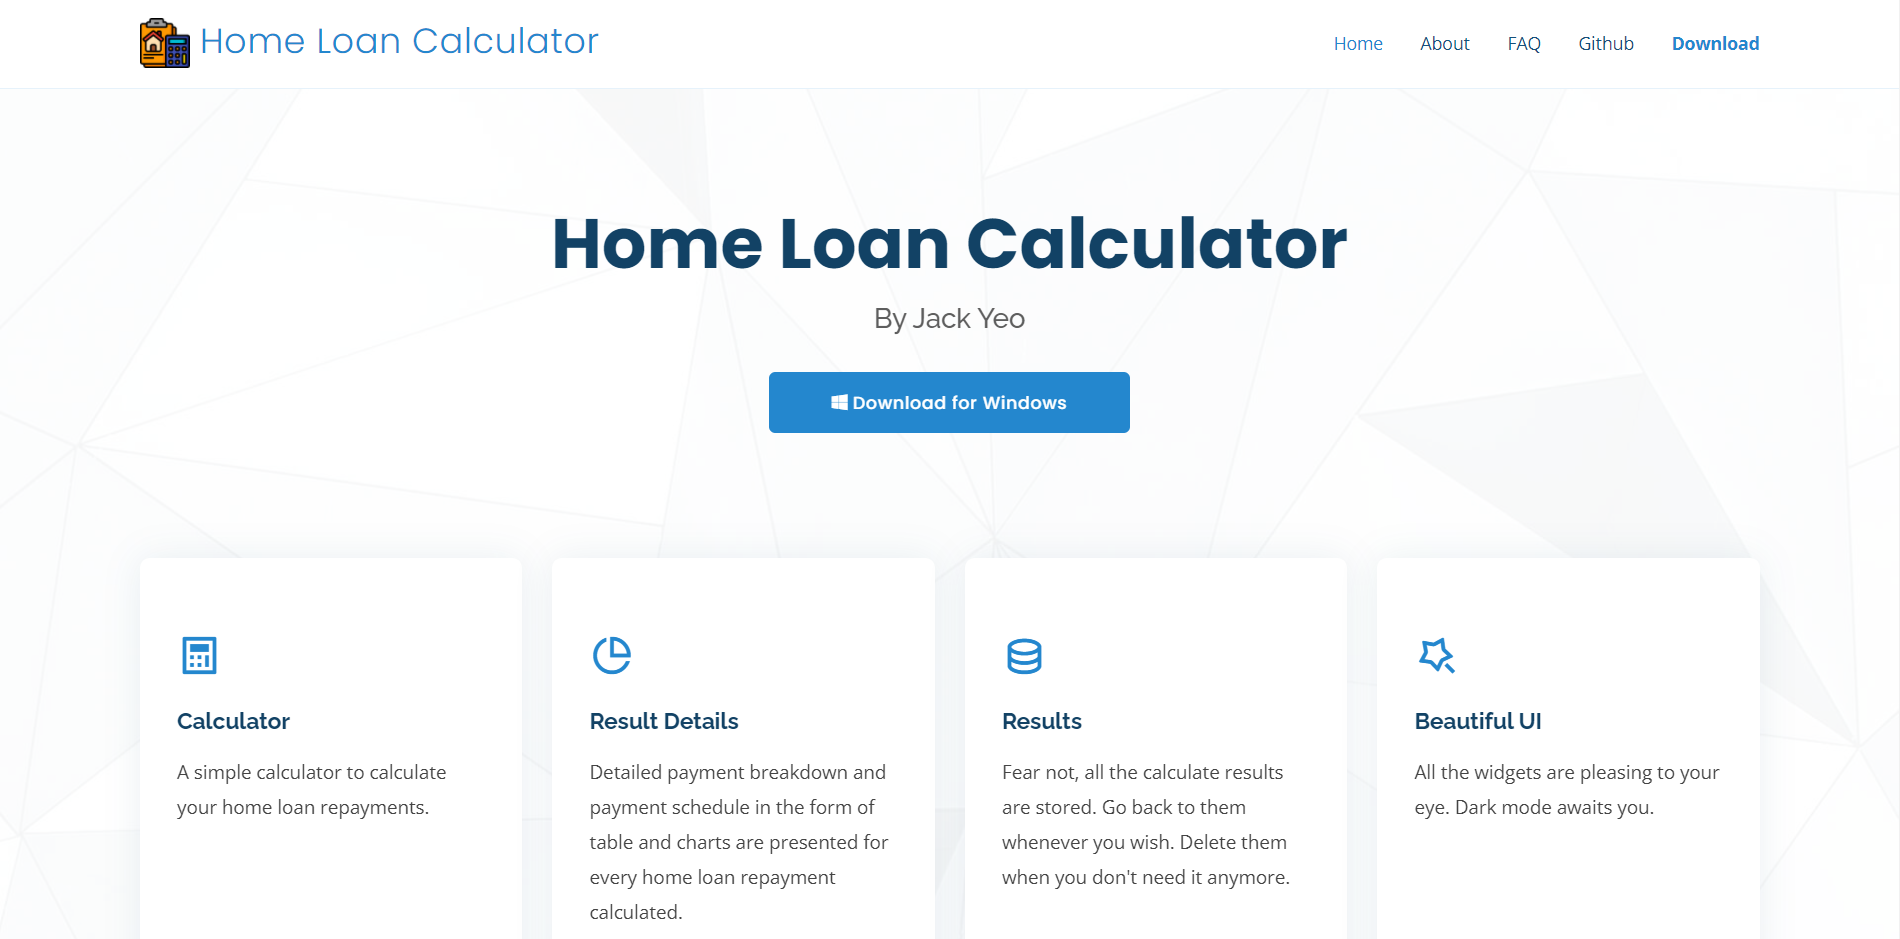 Home Loan Calculator
Home About FAQ Github Download
Home Loan Calculator
By Jack Yeo
Download for Windows
Calculator
A simple calculator to calculate
your home loan repayments.
Result Details
Detailed payment breakdown and
payment schedule in the form of
table and charts are presented for
every home loan repayment
calculated.
Results
Fear not, all the calculate results
are stored. Go back to them
whenever you wish. Delete them
when you don't need it anymore.
Beautiful UI
All the widgets are pleasing to your
eye. Dark mode awaits you.